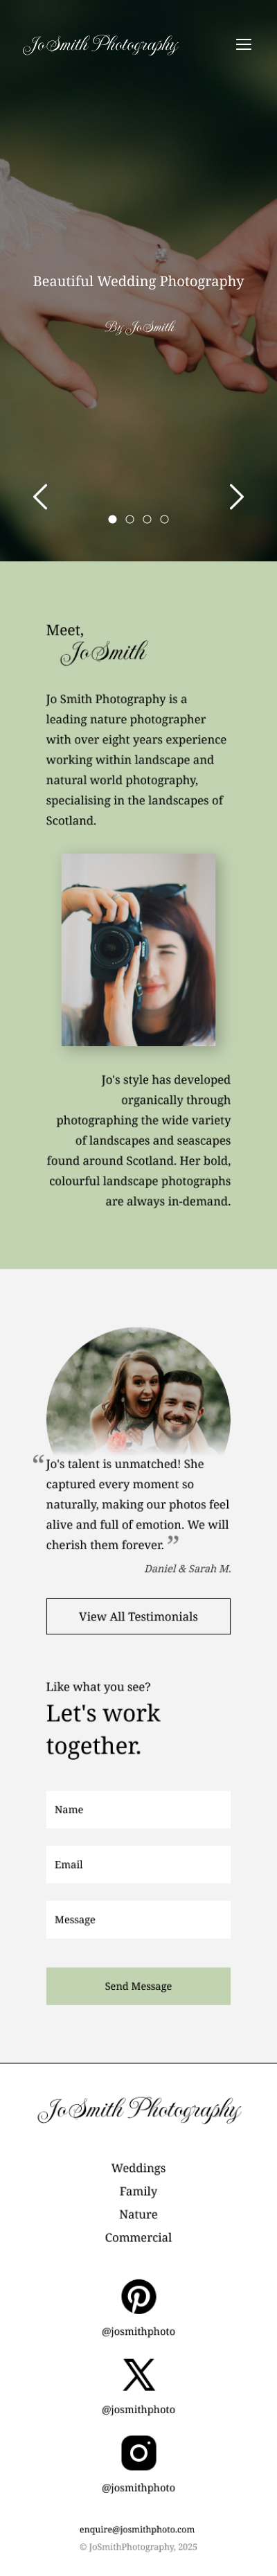 Jo Smith Photography
Beautiful Wedding Photography
By Jo Smith
Meet,
Jo Smith
Jo Smith Photography is a
leading nature photographer
with over eight years experience
working within landscape and
natural world photography,
specialising in the landscapes of
Scotland.
Jo's style has developed
organically through
photographing the wide variety
of landscapes and seascapes
found around Scotland. Her bold,
colourful landscape photographs
are always in-demand.
“Jo's talent is unmatched! She
captured every moment so
naturally, making our photos feel
alive and full of emotion. We will
cherish them forever. ”
Daniel & Sarah M.
View All Testimonials
Like what you see?
Let's work
together.
Name
Email
Message
Send Message
Jo Smith Photography
Weddings
Family
Nature
Commercial
@josmithphoto
@josmithphoto
@josmithphoto
enquire@josmithphoto.com
© JoSmithPhotography, 2025